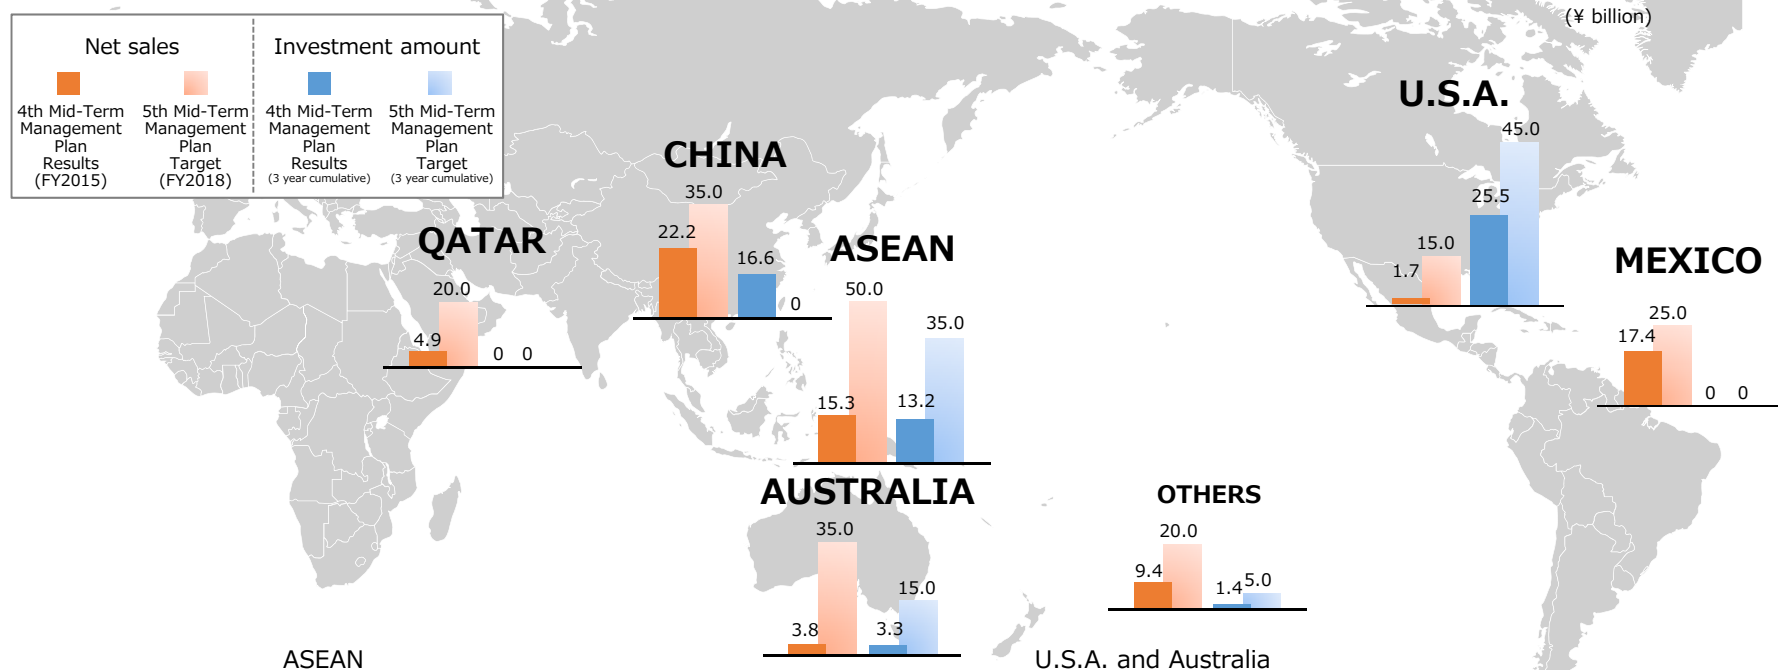 (¥ billion)
Net sales
Investment amount
4th Mid-Term
Management
Plan
Results
(FY2015)
5th Mid-Term
Management
Plan
Target
(FY2018)
4th Mid-Term
Management
Plan
Results
(3 year cumulative)
5th Mid-Term
Management
Plan
Target
(3 year cumulative)
U.S.A.
45.0
25.5
15.0
1.7
CHINA
35.0
22.2
16.6
0
QATAR
20.0
4.9
0 0
ASEAN
50.0
35.0
15.3
13.2
MEXICO
25.0
17.4
0 0
AUSTRALIA
35.0
15.0
3.8
3.3
OTHERS
20.0
9.4
1.4
5.0
ASEAN
U.S.A. and Australia